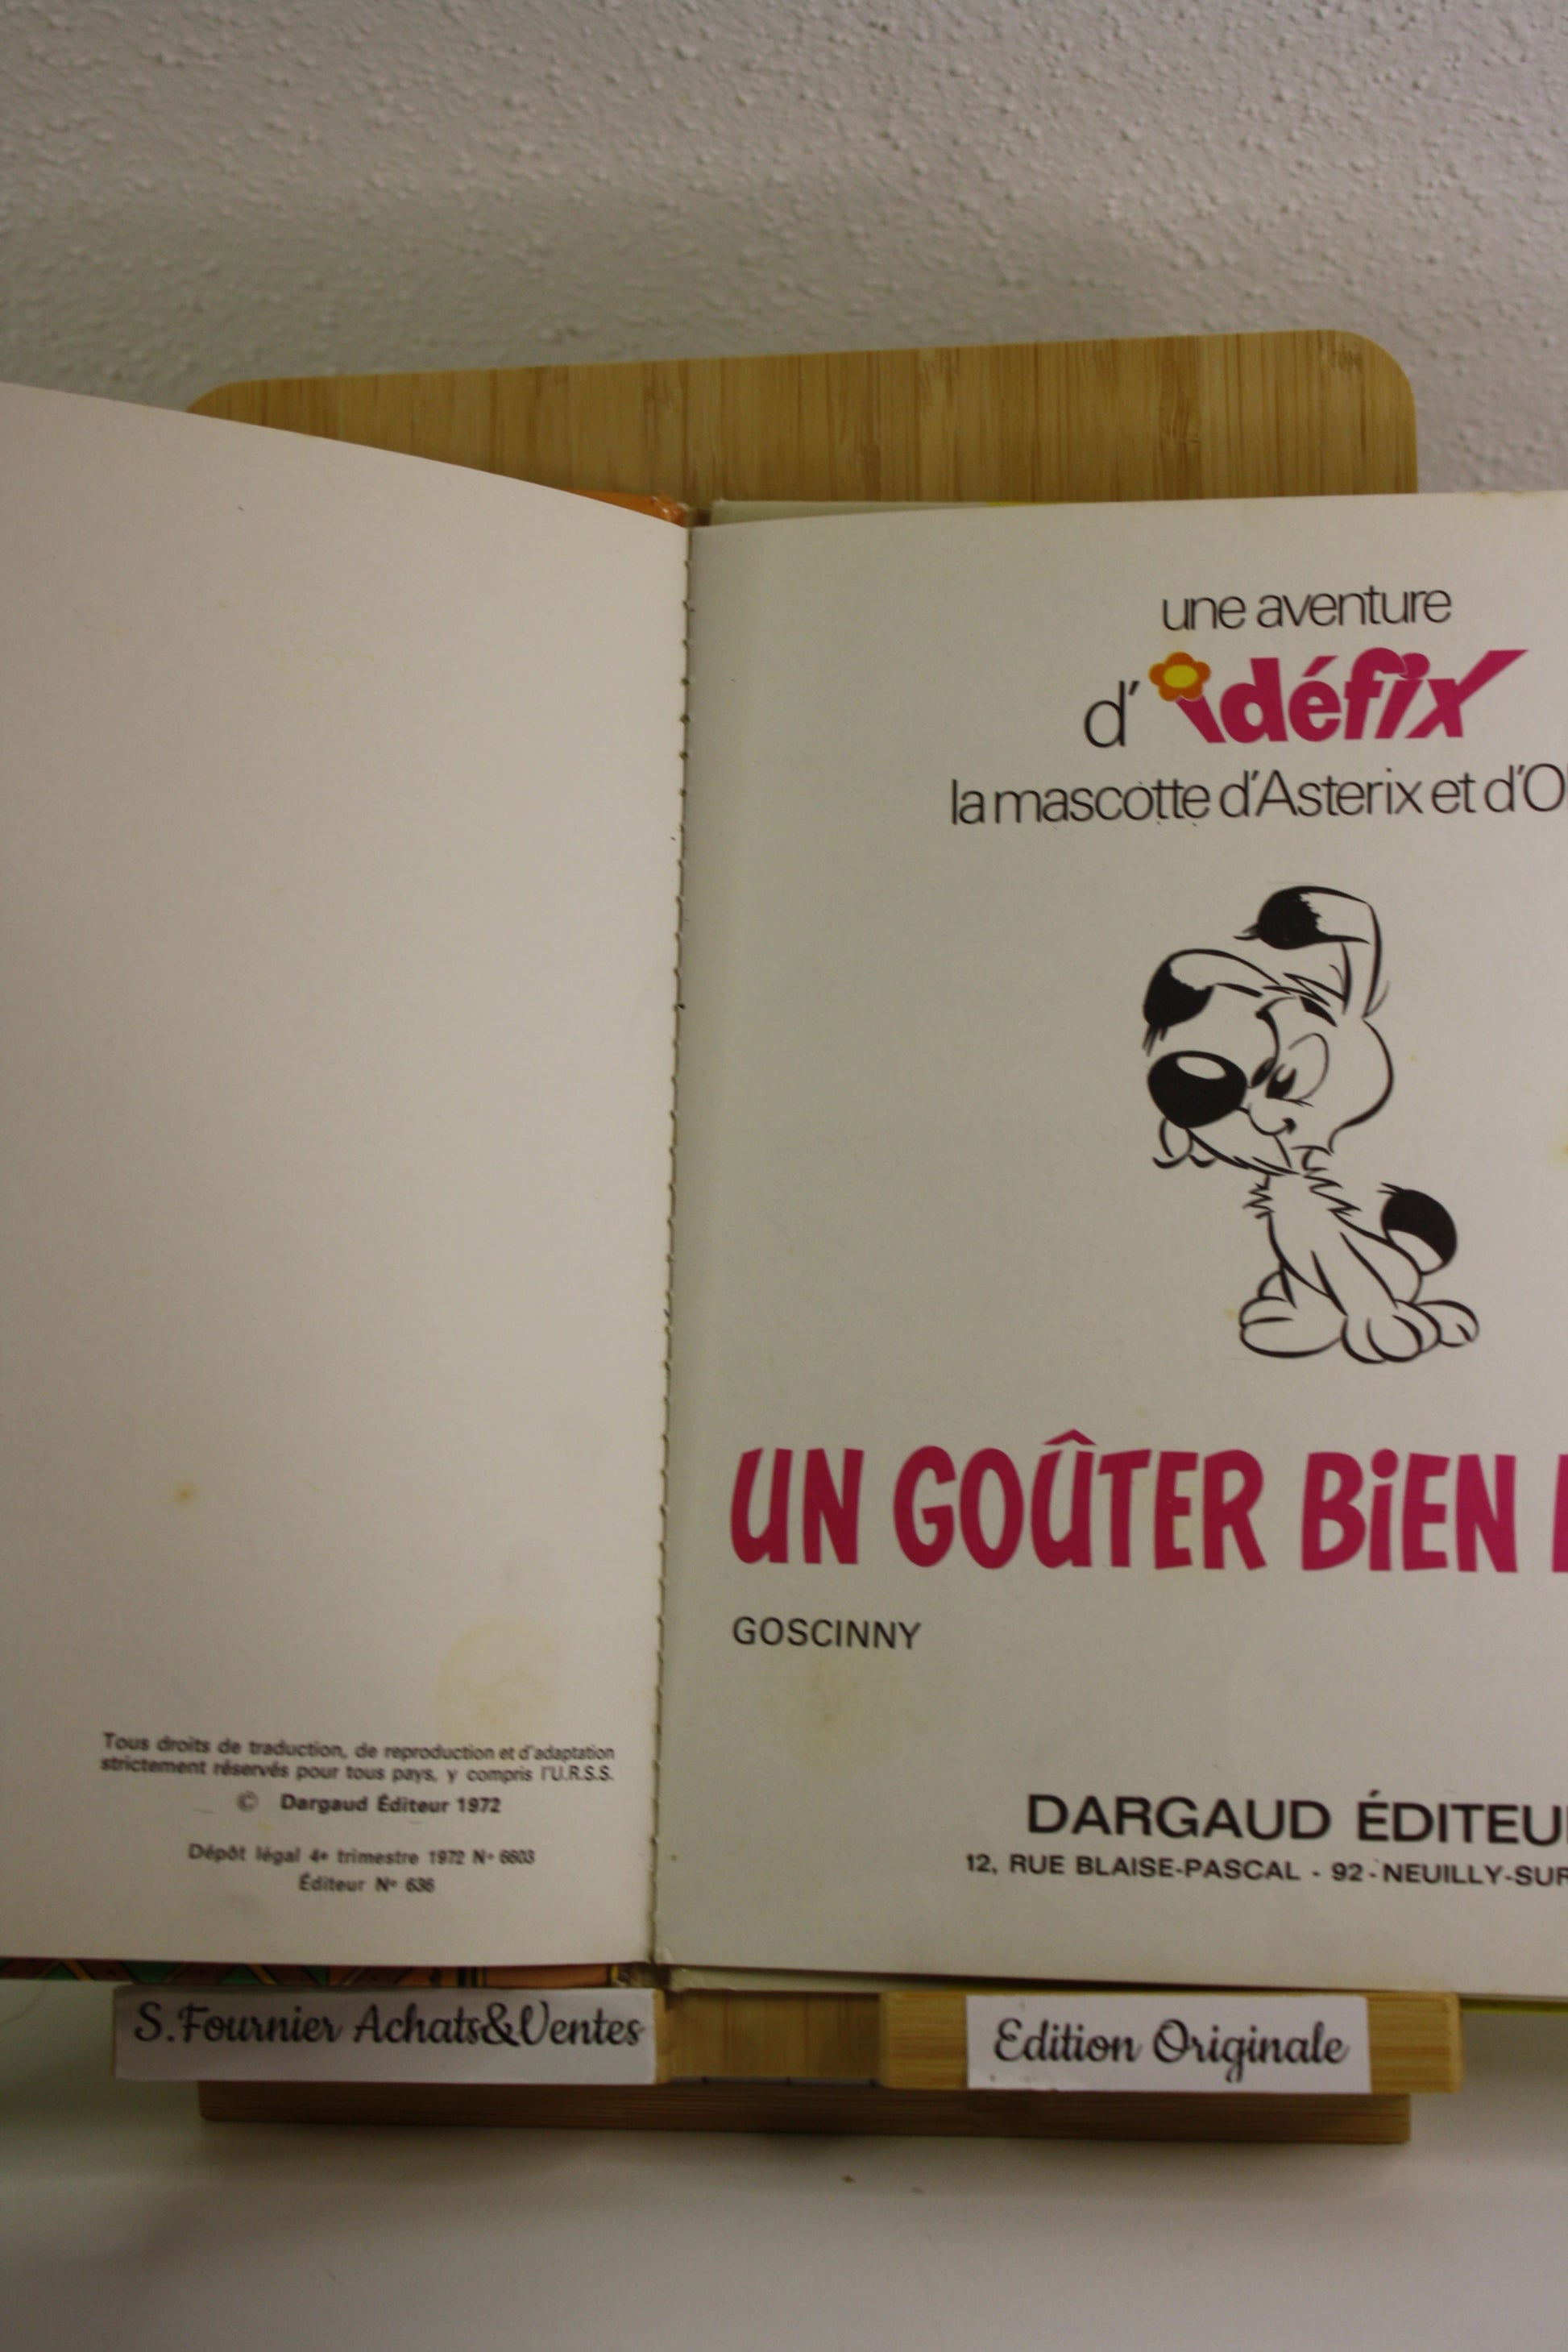 Tous droits de traduction, de reproduction et d'adaptation
strictement réservés pour tous pays, y compris l'U.R.S.S.
© Dargaud Éditeur 1972
Dépôt légal 4e trimestre 1972 No 6603
Éditeur No 636
une aventure
d'idéfix
la mascotte d'Asterix et d'O
UN GOÛTER BiEN
GOSCINNY
DARGAUD ÉDITEU
12, RUE BLAISE-PASCAL - 92 - NEUILLY-SUR
S.Fournier Achats&Ventes
Edition Originale